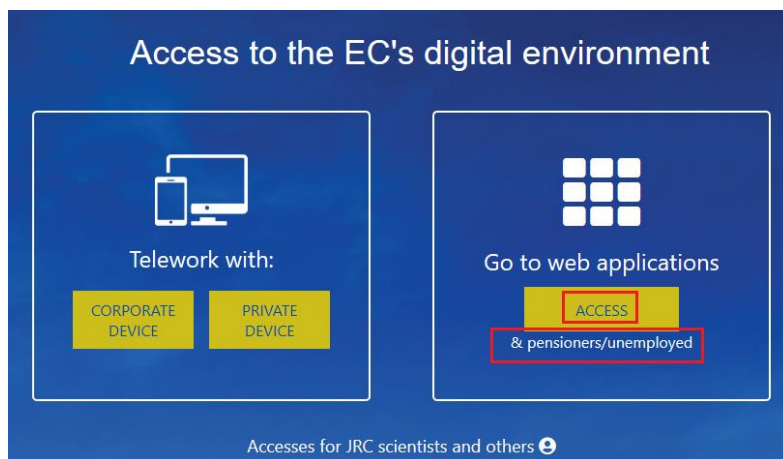 Access to the EC's digital environment
Telework with:
CORPORATE
DEVICE
PRIVATE
DEVICE
Go to web applications
ACCESS
& pensioners/unemployed
Accesses for JRC scientists and others